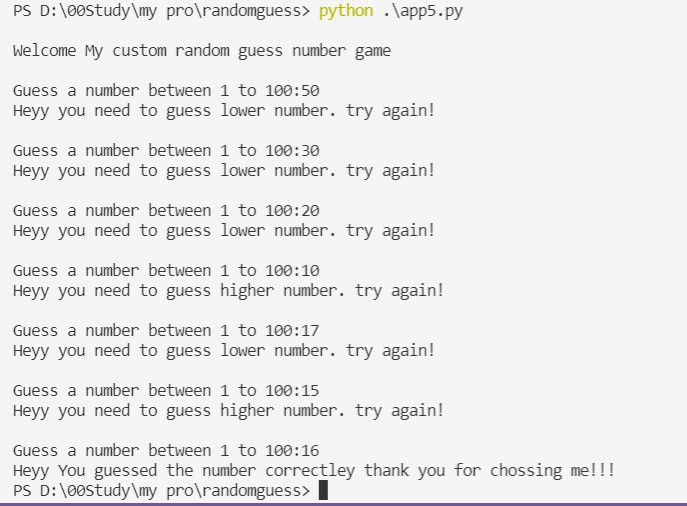 PS D:\00Study\my pro\randomguess> python .\app5.py
Welcome My custom random guess number game
Guess a number between 1 to 100:50
Heyy you need to guess lower number. try again!
Guess a number between 1 to 100:30
Heyy you need to guess lower number. try again!
Guess a number between 1 to 100:20
Heyy you need to guess lower number. try again!
Guess a number between 1 to 100:10
Heyy you need to guess higher number. try again!
Guess a number between 1 to 100:17
Heyy you need to guess lower number. try again!
Guess a number between 1 to 100:15
Heyy you need to guess higher number. try again!
Guess a number between 1 to 100:16
Heyy You guessed the number correctley thank you for chossing me!!!
PS D:\00Study\my pro\randomguess>